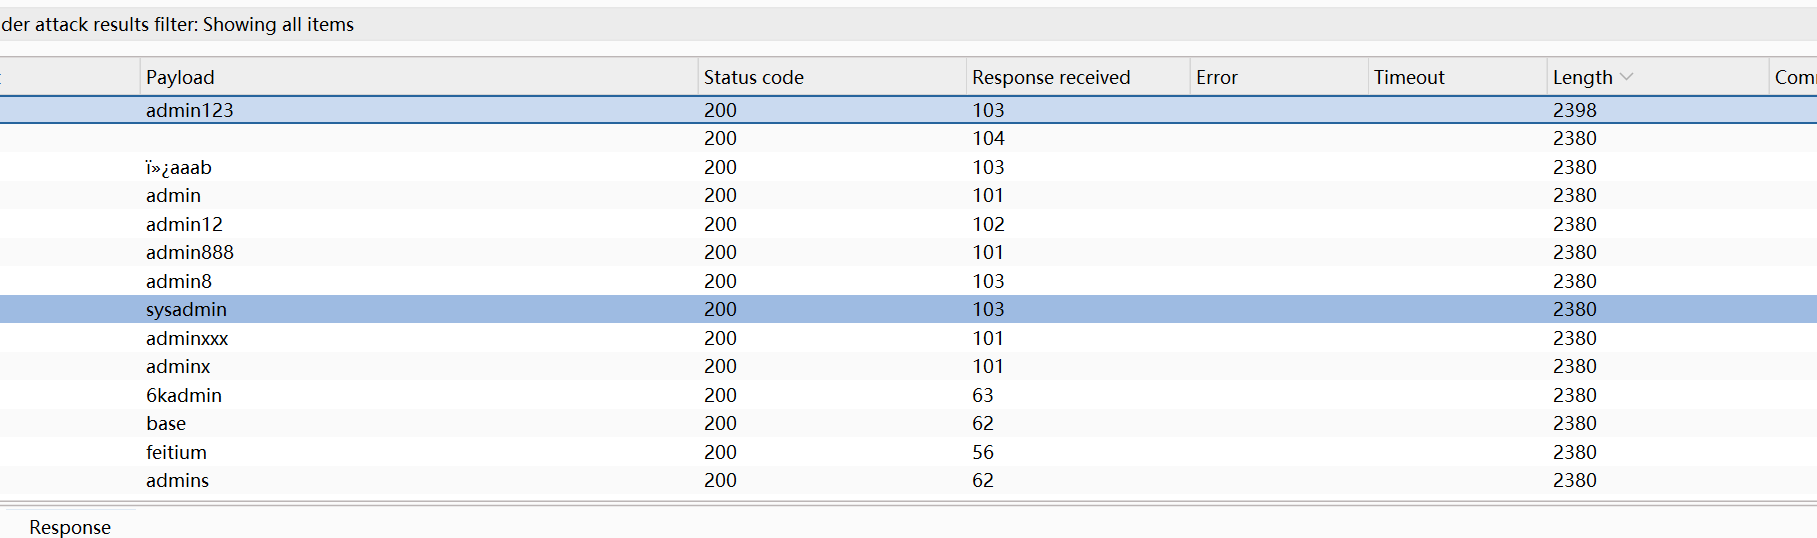 der attack results filter: Showing all items
Payload Status code Response received Error Timeout Length Com
admin123 200 103 2398
200 104 2380
ï»¿aaab 200 103 2380
admin 200 101 2380
admin12 200 102 2380
admin888 200 101 2380
admin8 200 103 2380
sysadmin 200 103 2380
adminxxx 200 101 2380
adminx 200 101 2380
6kadmin 200 63 2380
base 200 62 2380
feitium 200 56 2380
admins 200 62 2380
Response